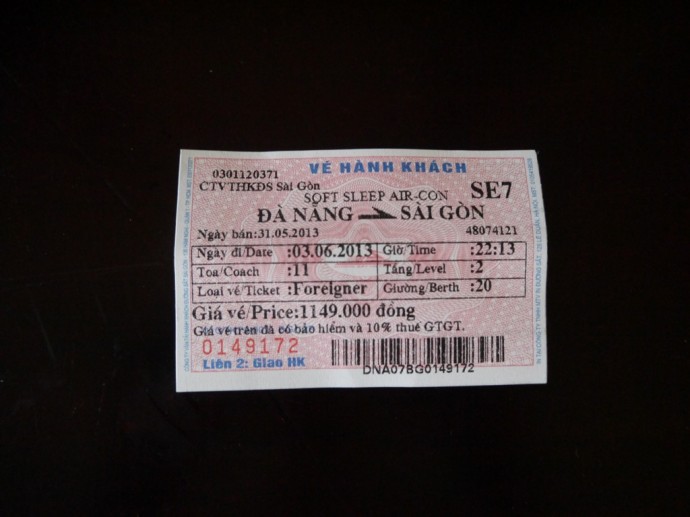 VÉ HÀNH KHÁCH
0301120371
CTVTHKĐS Sài Gòn
SOFT SLEEP AIR-CON SE7
ĐÀ NẴNG SÀI GÒN
Ngày bán:31.05.2013 48074121
Ngày đi/Date :03.06.2013 Giờ/Time :22:13
Toa/Coach :11 Tầng/Level :2
Loại vé/Ticket :Foreigner Giường/Berth :20
Giá vé/Price:1149.000 đồng
Giá vé trên đã có bảo hiểm và 10% thuế GTGT.
0149172
Liên 2: Giao HK
DNA07BG0149172